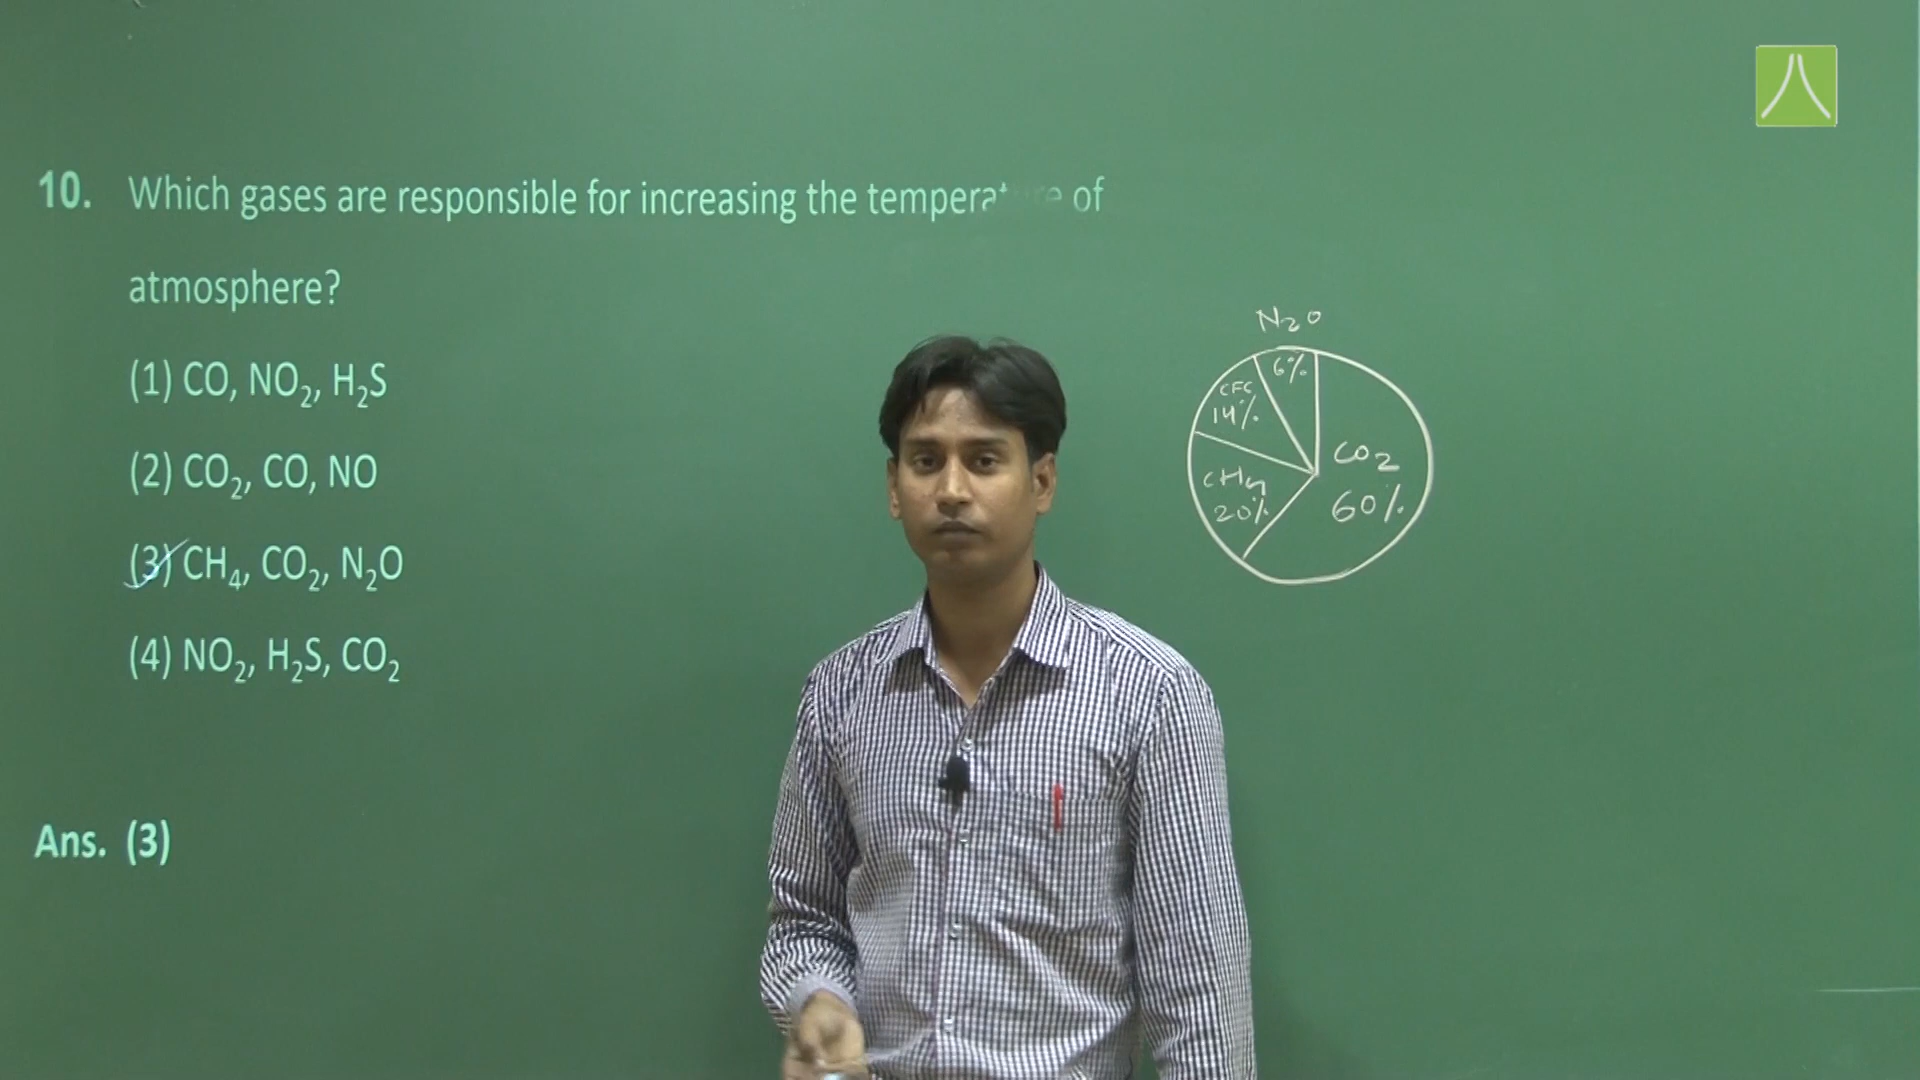 10. Which gases are responsible for increasing the of
atmosphere?
(1) CO, NO₂, H₂S
(2) CO₂, CO, NO
(3) CH₄, CO₂, N₂O
(4) NO₂, H₂S, CO₂
Ans. (3)
N₂O
6%
CFC
14%
CO₂
60%
CH₄
20%